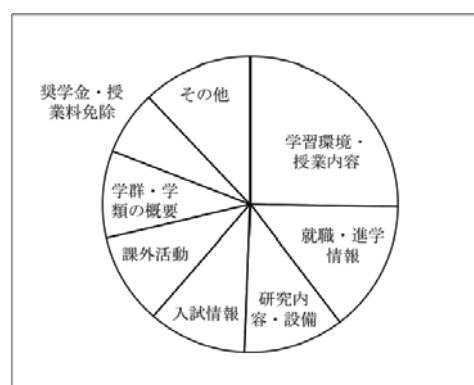 奨学金・授
業料免除
その他
学習環境・
授業内容
学群・学
類の概要
就職・進学
情報
課外活動
研究内
容・設備
入試情報